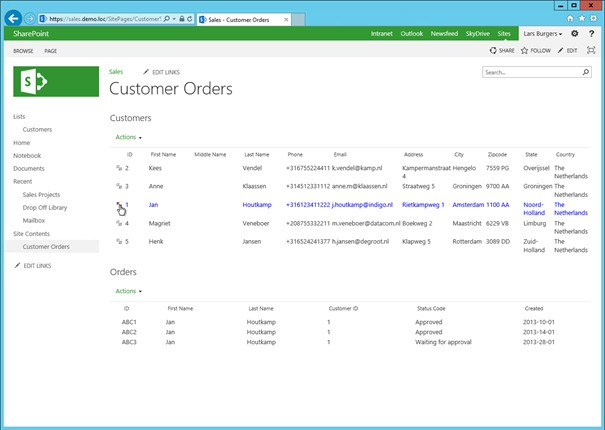 https://sales.demo.loc/SitePages/Customer
Sales - Customer Orders
SharePoint
Intranet Outlook Newsfeed SkyDrive Sites Lars Burgers
BROWSE PAGE SHARE FOLLOW EDIT
Sales EDIT LINKS
Search...
Customer Orders
Lists
Customers
Home
Notebook
Documents
Recent
Sales Projects
Drop Off Library
Mailbox
Site Contents
Customer Orders
EDIT LINKS
Customers
Actions
ID First Name Middle Name Last Name Phone Email Address City Zipcode State Country
2 Kees Vendel +316755224411 k.vendel@kamp.nl Kampermanstraat 4 Hengelo 7559 PG Overijssel The Netherlands
3 Anne Klaassen +314512331112 anne.m@klaassen.nl Straatweg 5 Groningen 9700 AA Groningen The Netherlands
1 Jan Houtkamp +316123411222 j.houtkamp@indigo.nl Rietkampweg 1 Amsterdam 1100 AA Noord-Holland The Netherlands
4 Magriet Veneboer +208755332211 m.veneboer@datacom.nl Boekweg 2 Maastricht 6229 VB Limburg The Netherlands
5 Henk Jansen +316524241377 h.jansen@degroot.nl Klapweg 5 Rotterdam 3089 DD Zuid-Holland The Netherlands
Orders
Actions
ID First Name Last Name Customer ID Status Code Created
ABC1 Jan Houtkamp 1 Approved 2013-10-01
ABC2 Jan Houtkamp 1 Approved 2013-14-01
ABC3 Jan Houtkamp 1 Waiting for approval 2013-28-01